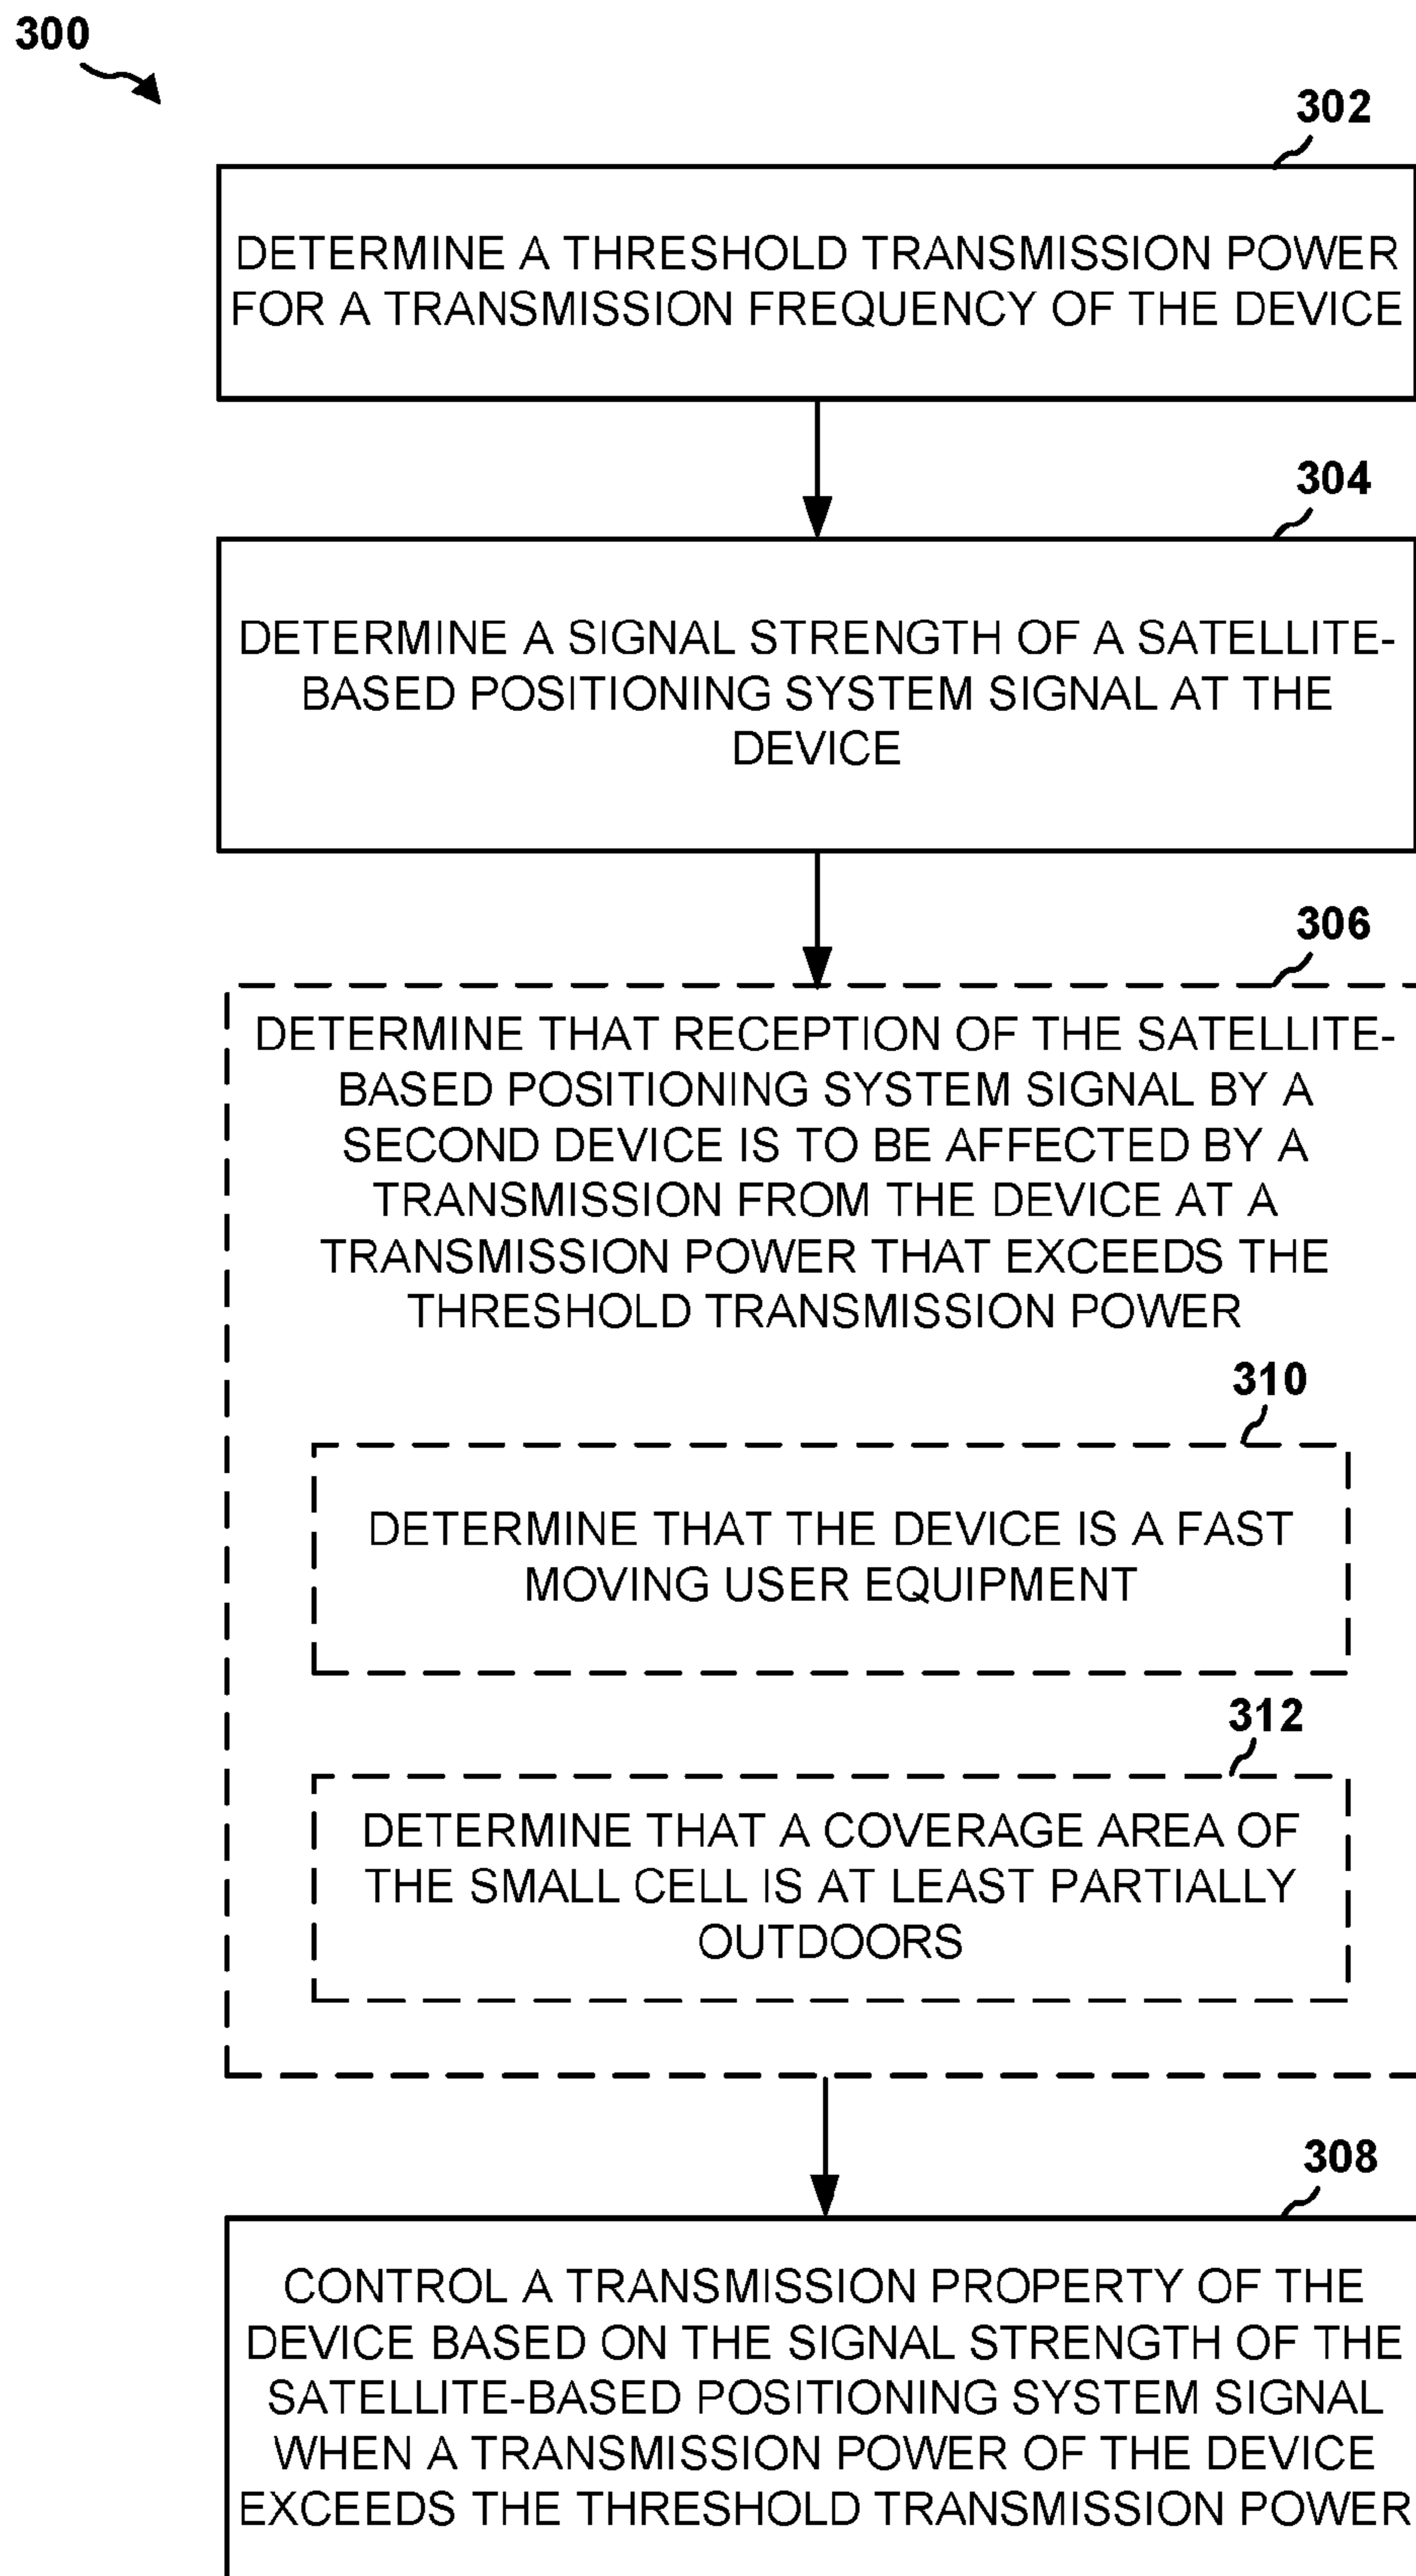 300
302
DETERMINE A THRESHOLD TRANSMISSION POWER
FOR A TRANSMISSION FREQUENCY OF THE DEVICE
304
DETERMINE A SIGNAL STRENGTH OF A SATELLITE-
BASED POSITIONING SYSTEM SIGNAL AT THE
DEVICE
306
DETERMINE THAT RECEPTION OF THE SATELLITE-
BASED POSITIONING SYSTEM SIGNAL BY A
SECOND DEVICE IS TO BE AFFECTED BY A
TRANSMISSION FROM THE DEVICE AT A
TRANSMISSION POWER THAT EXCEEDS THE
THRESHOLD TRANSMISSION POWER
310
DETERMINE THAT THE DEVICE IS A FAST
MOVING USER EQUIPMENT
312
DETERMINE THAT A COVERAGE AREA OF
THE SMALL CELL IS AT LEAST PARTIALLY
OUTDOORS
308
CONTROL A TRANSMISSION PROPERTY OF THE
DEVICE BASED ON THE SIGNAL STRENGTH OF THE
SATELLITE-BASED POSITIONING SYSTEM SIGNAL
WHEN A TRANSMISSION POWER OF THE DEVICE
EXCEEDS THE THRESHOLD TRANSMISSION POWER